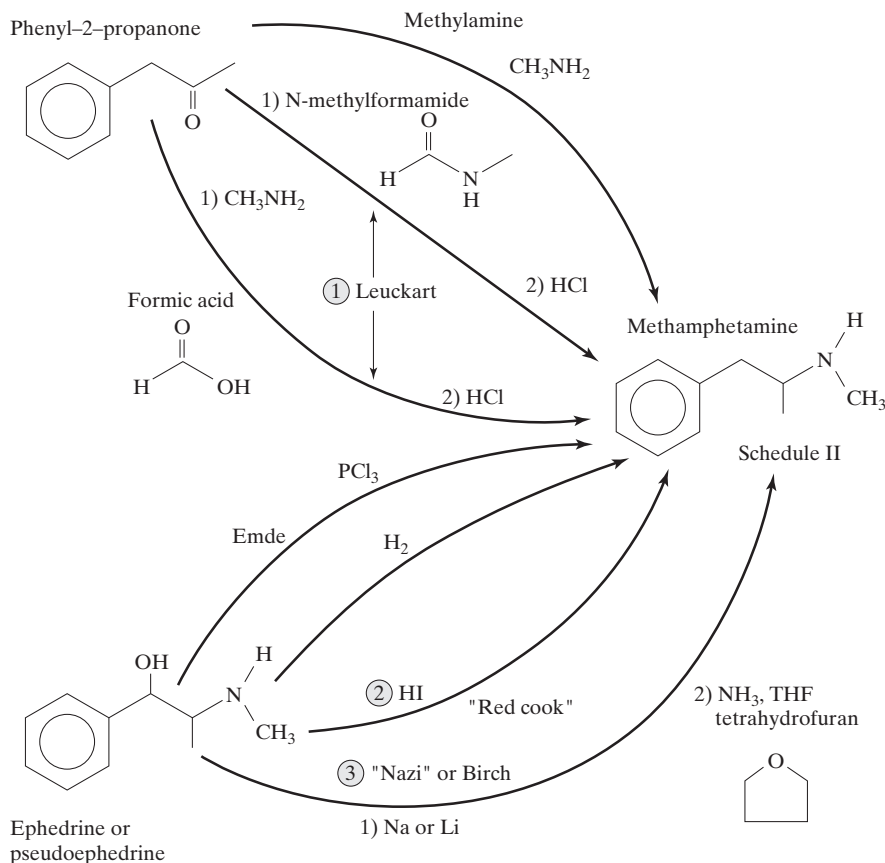 Phenyl–2–propanone
O
Methylamine
CH₃NH₂
1) N-methylformamide
O
H
N
H
1) CH₃NH₂
1 Leuckart
2) HCl
Formic acid
O
H
OH
2) HCl
Methamphetamine
H
N
CH₃
Schedule II
PCl₃
Emde
H₂
OH
H
N
CH₃
2 HI
"Red cook"
2) NH₃, THF
tetrahydrofuran
O
3 "Nazi" or Birch
1) Na or Li
Ephedrine or
pseudoephedrine